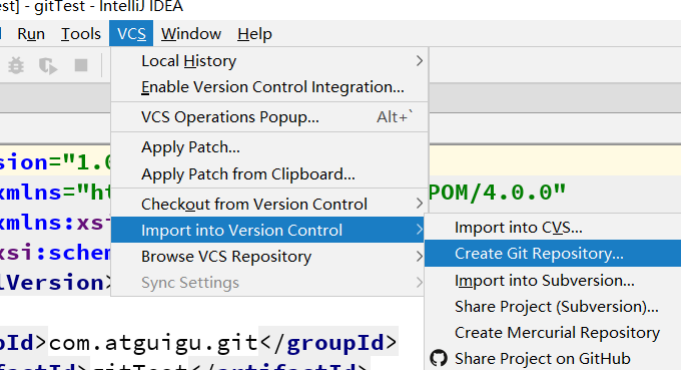 est] - gitTest - IntelliJ IDEA
Run Tools VCS Window Help
Local History
Enable Version Control Integration...
VCS Operations Popup... Alt+`
Apply Patch...
Apply Patch from Clipboard...
Checkout from Version Control
Import into Version Control
Browse VCS Repository
Sync Settings
Import into CVS...
Create Git Repository...
Import into Subversion...
Share Project (Subversion)...
Create Mercurial Repository
Share Project on GitHub
sion="1.0
xmlns="ht POM/4.0.0"
xmlns:xsi
xsi:schem
lVersion>
pId>com.atguigu.git</groupId>
factId>gitTest</artifactId>